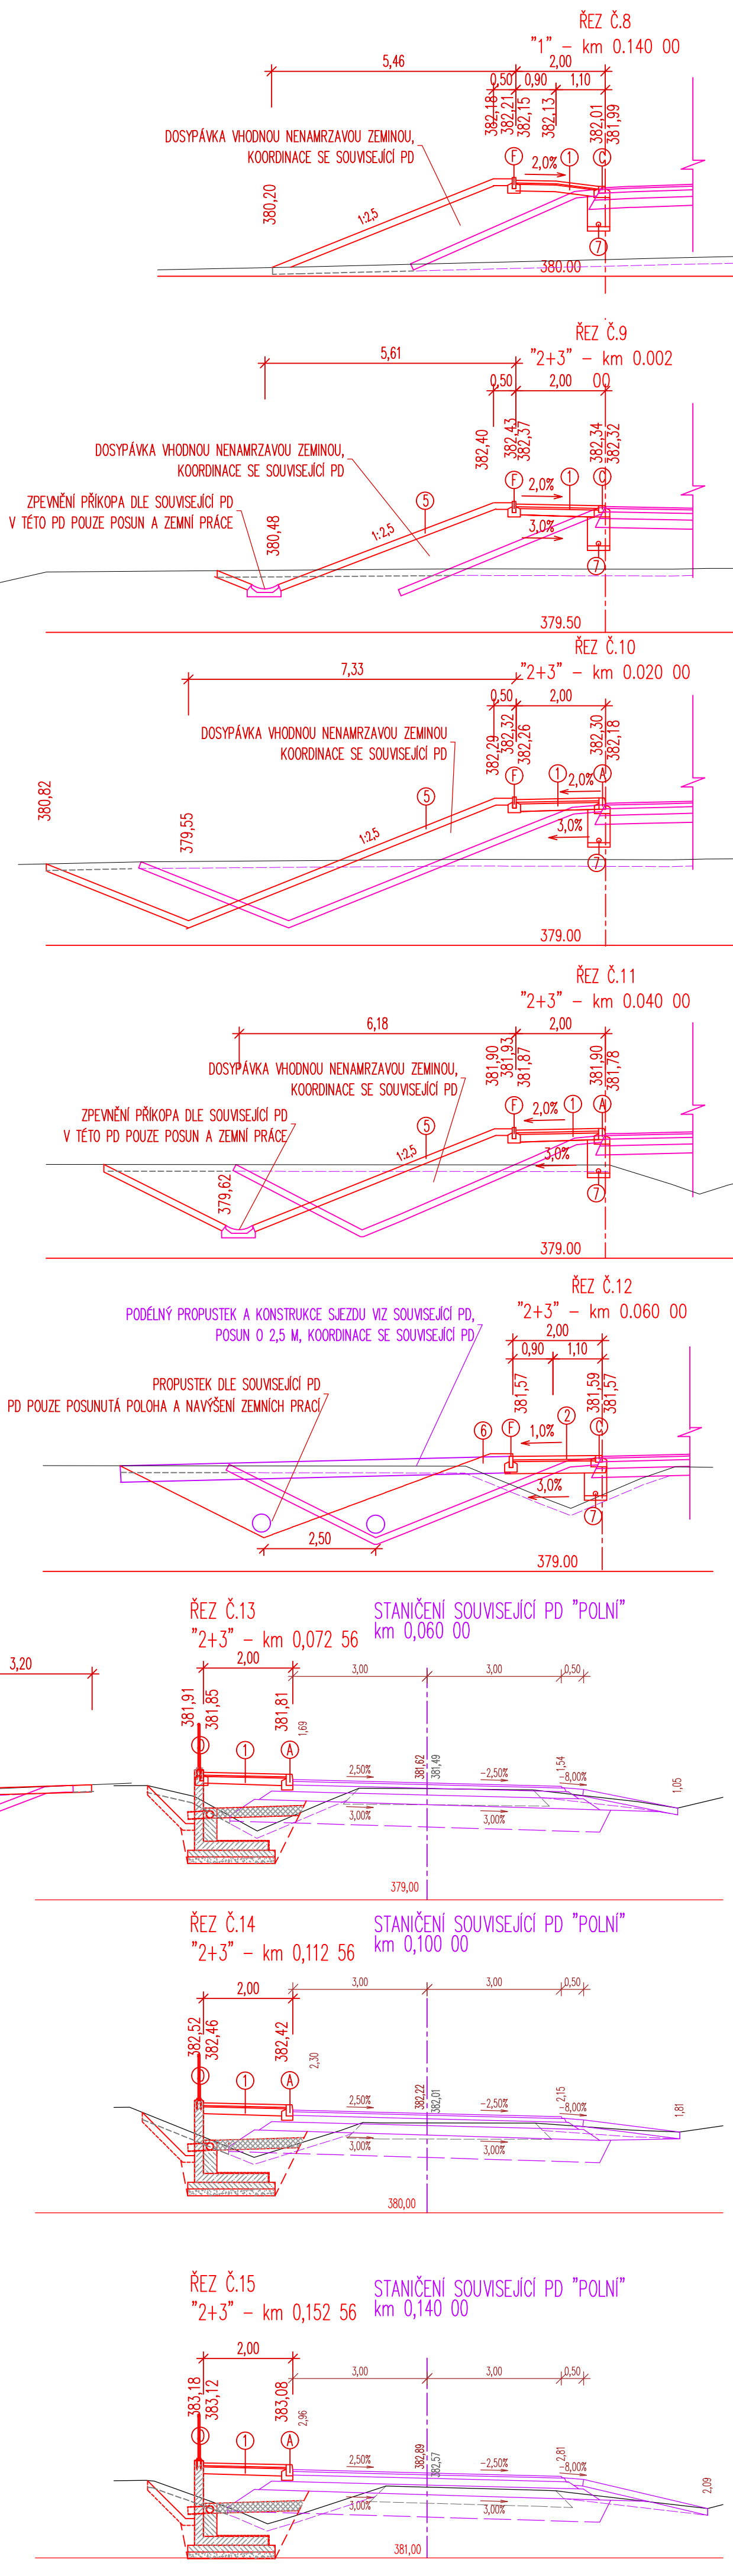 ŘEZ Č.8
"1" – km 0.140 00
5,46
2,00
0,50
0,90
1,10
382,18
382,21
382,15
382,13
382,01
381,99
DOSYPÁVKA VHODNOU NENAMRZAVOU ZEMINOU,
KOORDINACE SE SOUVISEJÍCÍ PD
F
2,0%
1
C
380,20
1:2,5
7
380.00
ŘEZ Č.9
"2+3" – km 0.002
00
5,61
0,50
2,00
382,40
382,43
382,37
382,34
382,32
DOSYPÁVKA VHODNOU NENAMRZAVOU ZEMINOU,
KOORDINACE SE SOUVISEJÍCÍ PD
ZPEVNĚNÍ PŘÍKOPA DLE SOUVISEJÍCÍ PD
V TÉTO PD POUZE POSUN A ZEMNÍ PRÁCE
F
2,0%
1
C
5
380,48
1:2,5
3,0%
7
379.50
ŘEZ Č.10
"2+3" – km 0.020 00
7,33
0,50
2,00
382,29
382,32
382,26
382,30
382,18
DOSYPÁVKA VHODNOU NENAMRZAVOU ZEMINOU
KOORDINACE SE SOUVISEJÍCÍ PD
F
1
2,0%
A
5
380,82
379,55
1:2,5
3,0%
7
379.00
ŘEZ Č.11
"2+3" – km 0.040 00
6,18
2,00
381,90
381,93
381,87
381,90
381,78
DOSYPÁVKA VHODNOU NENAMRZAVOU ZEMINOU,
KOORDINACE SE SOUVISEJÍCÍ PD
ZPEVNĚNÍ PŘÍKOPA DLE SOUVISEJÍCÍ PD
V TÉTO PD POUZE POSUN A ZEMNÍ PRÁCE
F
2,0%
1
A
5
1:2,5
3,0%
379,62
7
379.00
ŘEZ Č.12
"2+3" – km 0.060 00
PODÉLNÝ PROPUSTEK A KONSTRUKCE SJEZDU VIZ SOUVISEJÍCÍ PD,
POSUN O 2,5 M, KOORDINACE SE SOUVISEJÍCÍ PD
2,00
0,90
1,10
381,57
381,59
381,57
PROPUSTEK DLE SOUVISEJÍCÍ PD
PD POUZE POSUNUTÁ POLOHA A NAVÝŠENÍ ZEMNÍCH PRACÍ
6
F
1,0%
2
C
3,0%
7
2,50
379.00
ŘEZ Č.13
"2+3" – km 0,072 56
STANIČENÍ SOUVISEJÍCÍ PD "POLNÍ"
km 0,060 00
3,20
2,00
3,00
3,00
0,50
381,91
381,85
381,81
1,69
D
1
A
2,50%
381,62
381,49
-2,50%
1,54
-8,00%
1,05
3,00%
3,00%
379,00
ŘEZ Č.14
"2+3" – km 0,112 56
STANIČENÍ SOUVISEJÍCÍ PD "POLNÍ"
km 0,100 00
2,00
3,00
3,00
0,50
382,52
382,46
382,42
2,30
D
1
A
2,50%
382,22
382,01
-2,50%
2,15
-8,00%
1,81
3,00%
3,00%
380,00
ŘEZ Č.15
"2+3" – km 0,152 56
STANIČENÍ SOUVISEJÍCÍ PD "POLNÍ"
km 0,140 00
2,00
3,00
3,00
0,50
383,18
383,12
383,08
2,96
D
1
A
2,50%
382,89
382,57
-2,50%
2,81
-8,00%
2,09
3,00%
3,00%
381,00